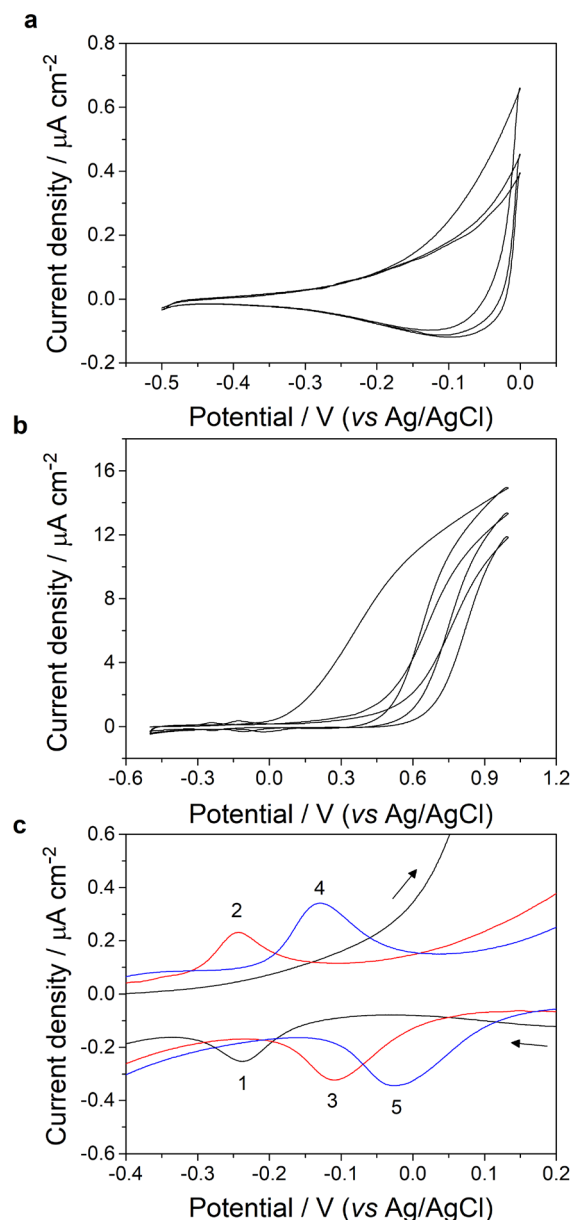 a
0.8
0.6
0.4
0.2
0.0
-0.2
Current density / μA cm⁻²
-0.5 -0.4 -0.3 -0.2 -0.1 0.0
Potential / V (vs Ag/AgCl)
b
16
12
8
4
0
Current density / μA cm⁻²
-0.6 -0.3 0.0 0.3 0.6 0.9 1.2
Potential / V (vs Ag/AgCl)
c
0.6
0.4
0.2
0.0
-0.2
-0.4
-0.6
Current density / μA cm⁻²
2
4
1
3
5
-0.4 -0.3 -0.2 -0.1 0.0 0.1 0.2
Potential / V (vs Ag/AgCl)